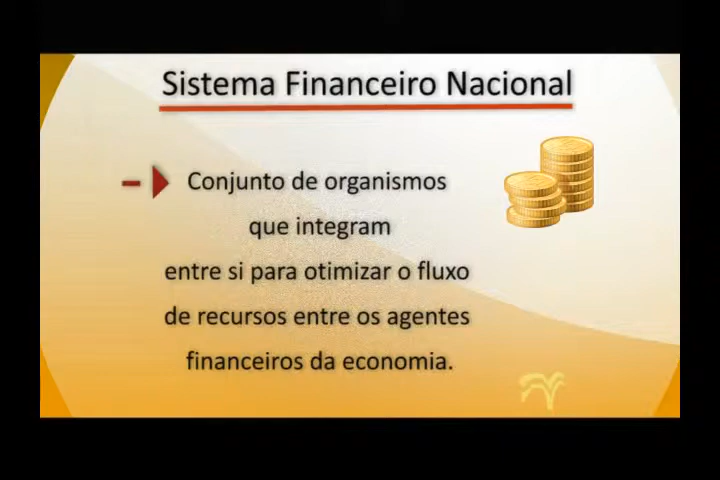 Sistema Financeiro Nacional
Conjunto de organismos
que integram
entre si para otimizar o fluxo
de recursos entre os agentes
financeiros da economia.